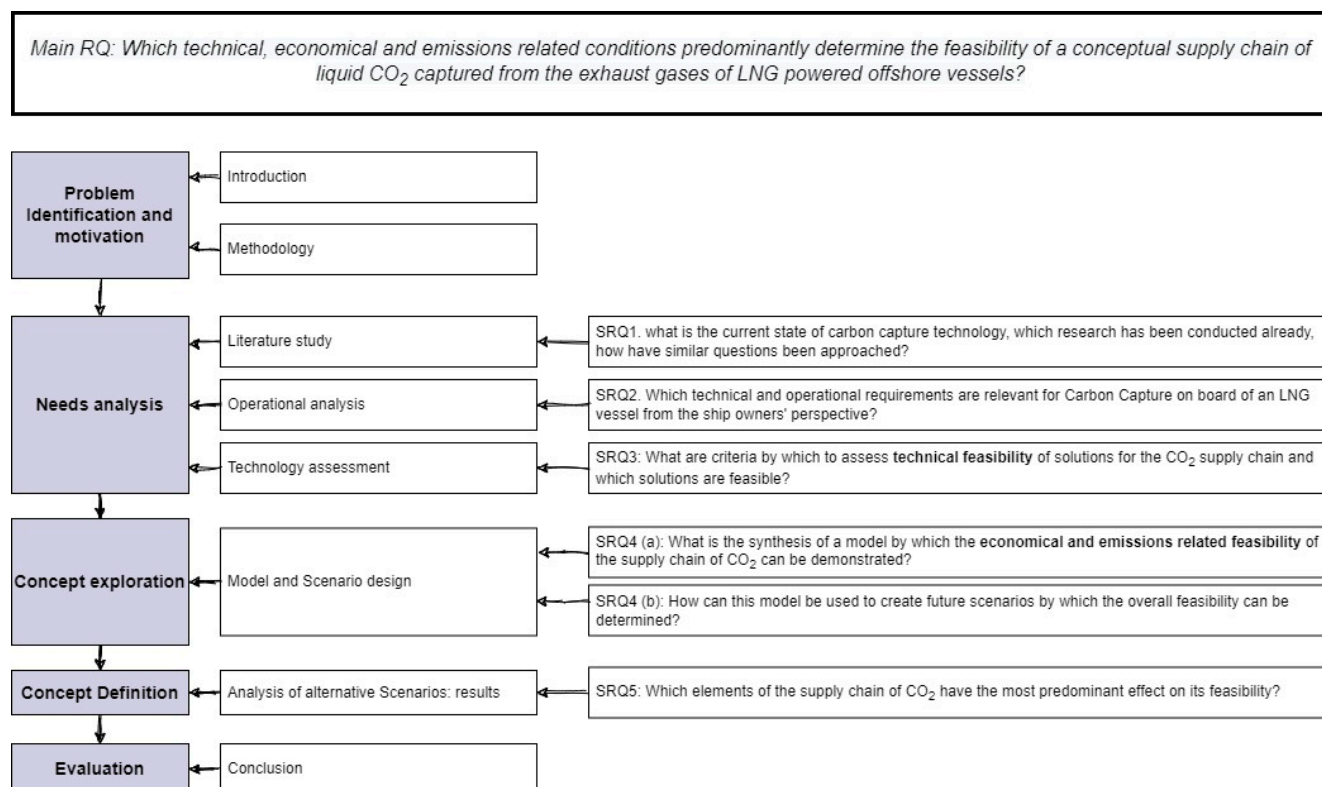 Main RQ: Which technical, economical and emissions related conditions predominantly determine the feasibility of a conceptual supply chain of
liquid CO2 captured from the exhaust gases of LNG powered offshore vessels?
Problem
Identification and
motivation
Introduction
Methodology
Needs analysis
Literature study
SRQ1. what is the current state of carbon capture technology, which research has been conducted already,
how have similar questions been approached?
Operational analysis
SRQ2. Which technical and operational requirements are relevant for Carbon Capture on board of an LNG
vessel from the ship owners' perspective?
Technology assessment
SRQ3: What are criteria by which to assess technical feasibility of solutions for the CO2 supply chain and
which solutions are feasible?
Concept exploration
Model and Scenario design
SRQ4 (a): What is the synthesis of a model by which the economical and emissions related feasibility of
the supply chain of CO2 can be demonstrated?
SRQ4 (b): How can this model be used to create future scenarios by which the overall feasibility can be
determined?
Concept Definition
Analysis of alternative Scenarios: results
SRQ5: Which elements of the supply chain of CO2 have the most predominant effect on its feasibility?
Evaluation
Conclusion